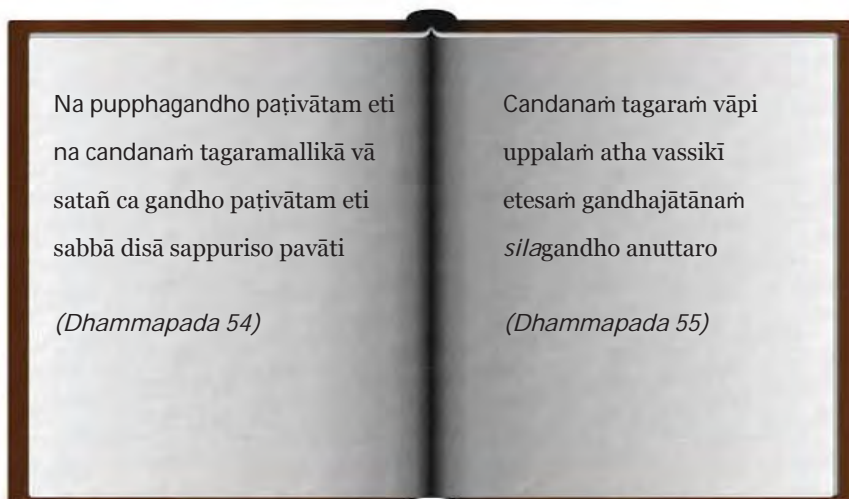 Na pupphagandho paṭivātam eti
na candanaṁ tagaramallikā vā
satañ ca gandho paṭivātam eti
sabbā disā sappuriso pavāti
(Dhammapada 54)
Candanaṁ tagaraṁ vāpi
uppalaṁ atha vassikī
etesaṁ gandhajātānaṁ
silagandho anuttaro
(Dhammapada 55)